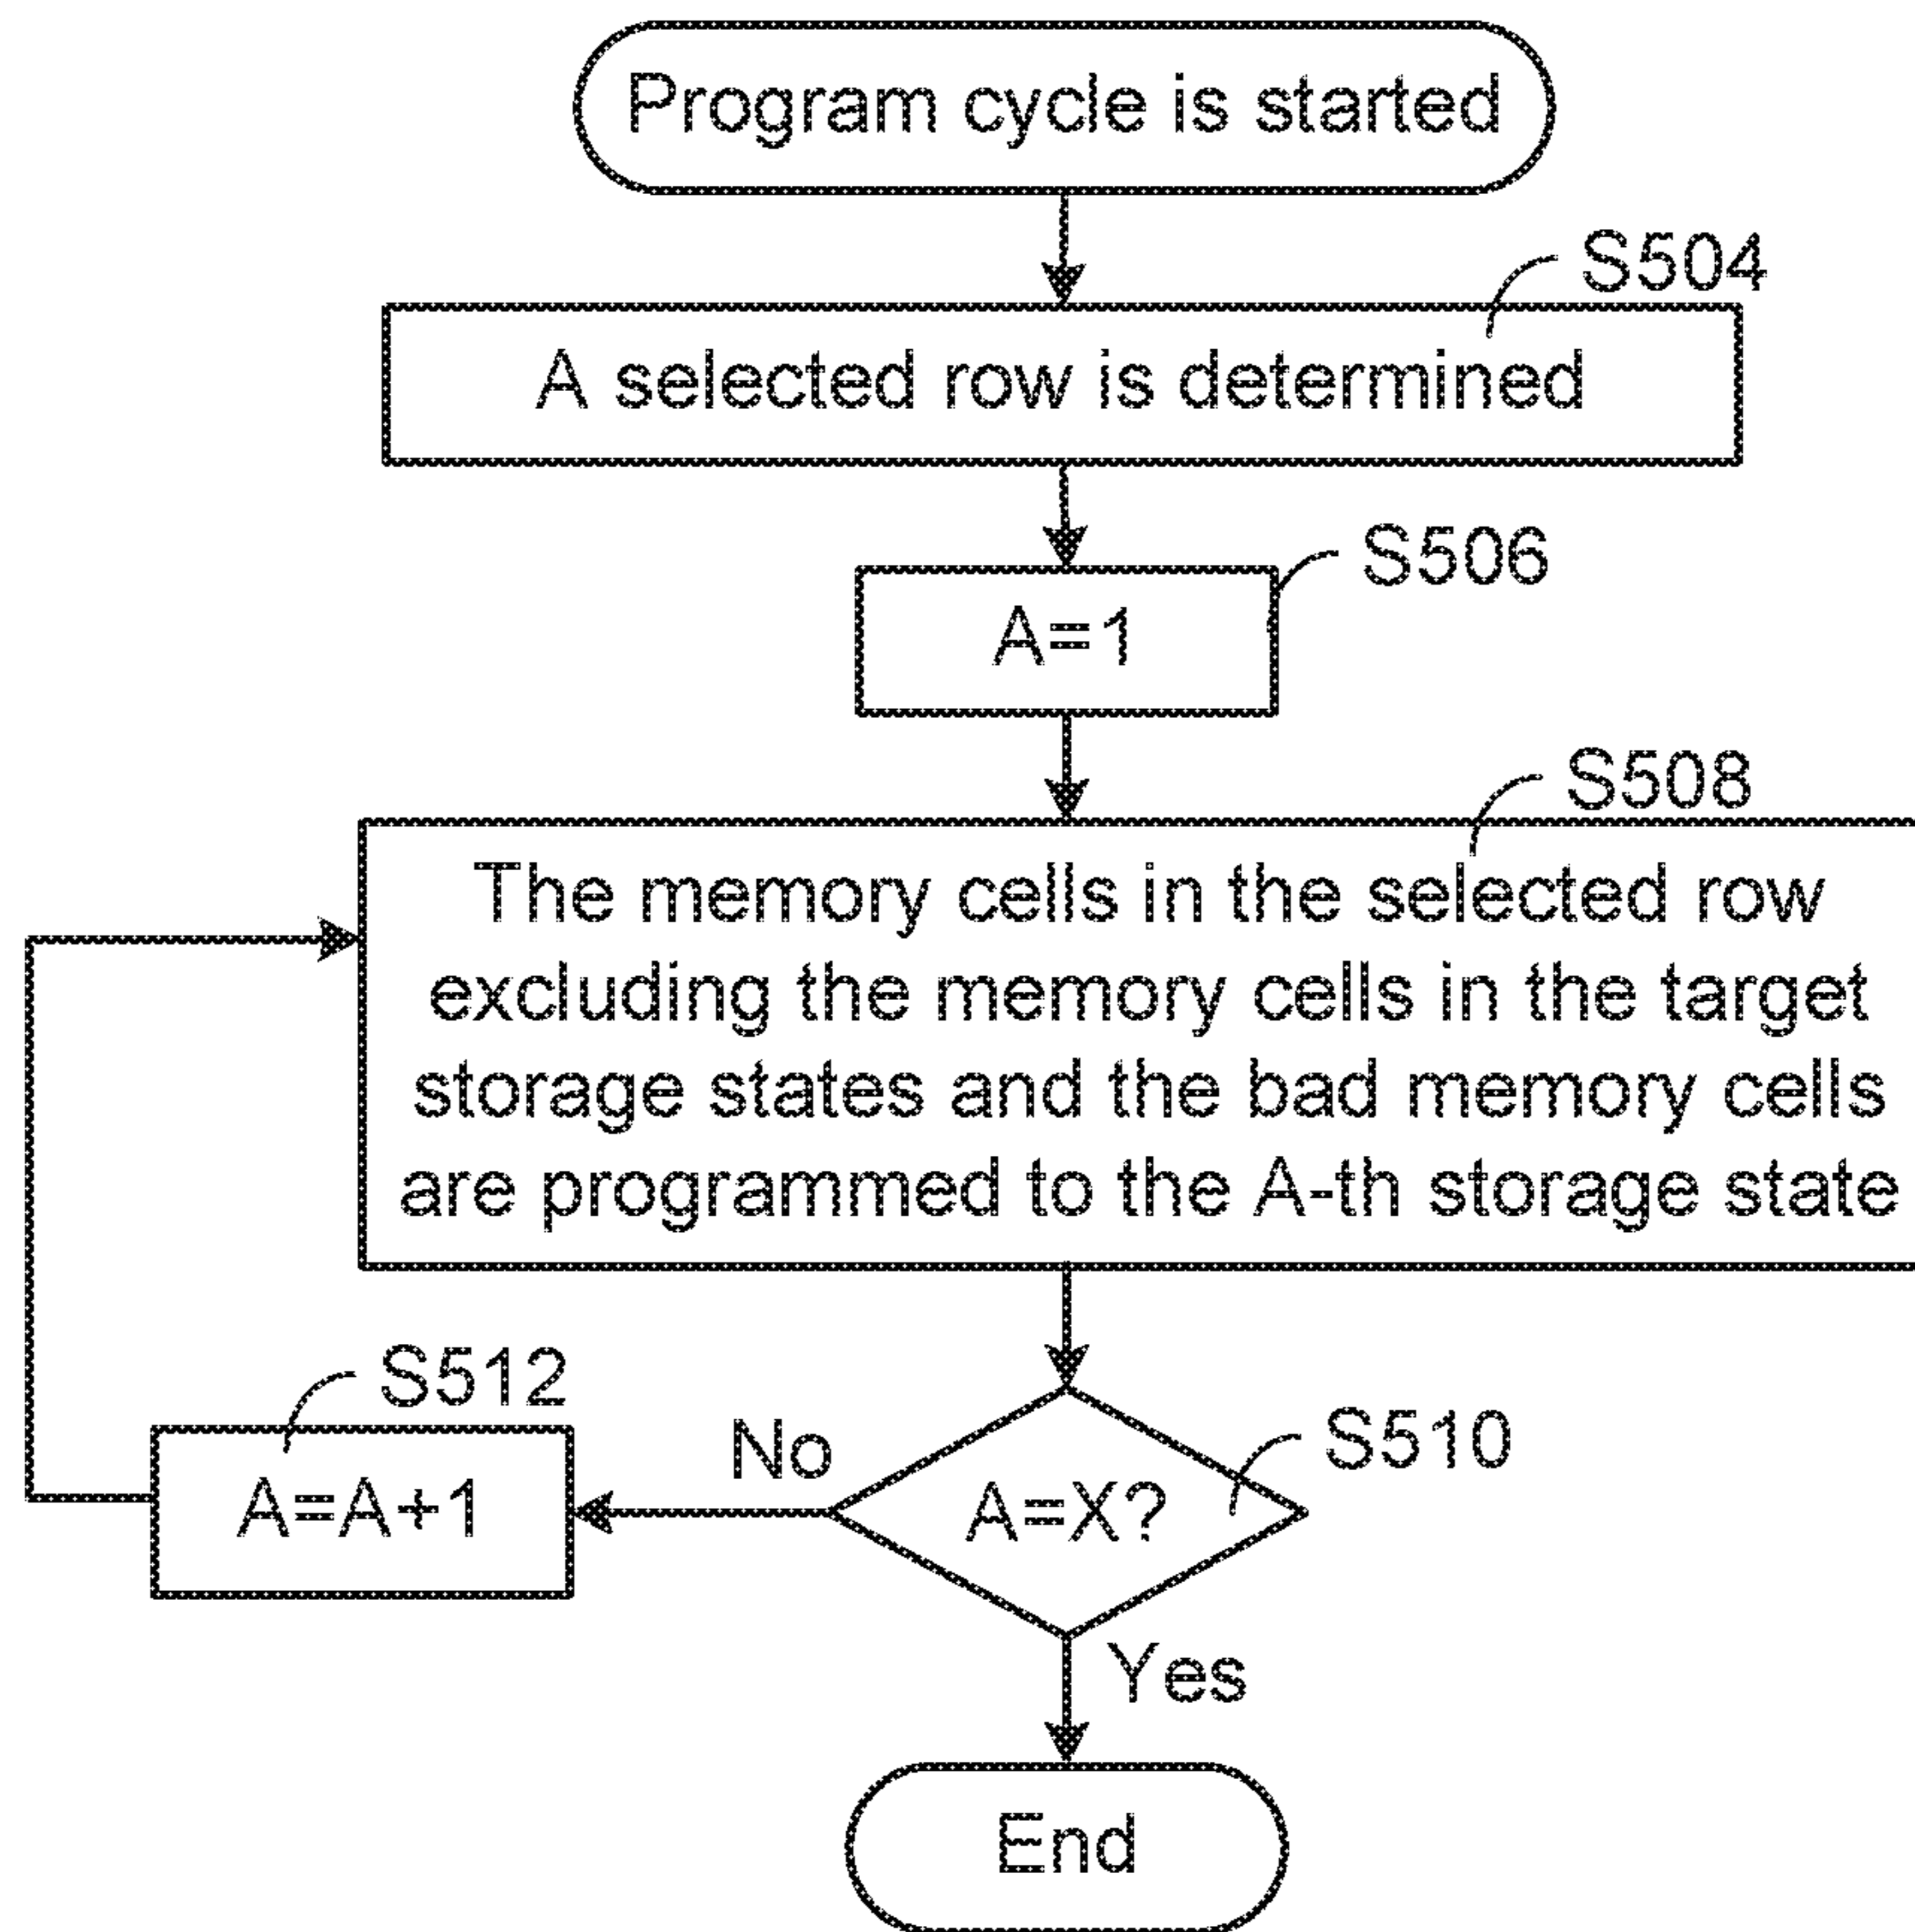 Program cycle is started
S504
A selected row is determined
S506
A=1
S508
The memory cells in the selected row
excluding the memory cells in the target
storage states and the bad memory cells
are programmed to the A-th storage state
S512
A=A+1
No
S510
A=X?
Yes
End